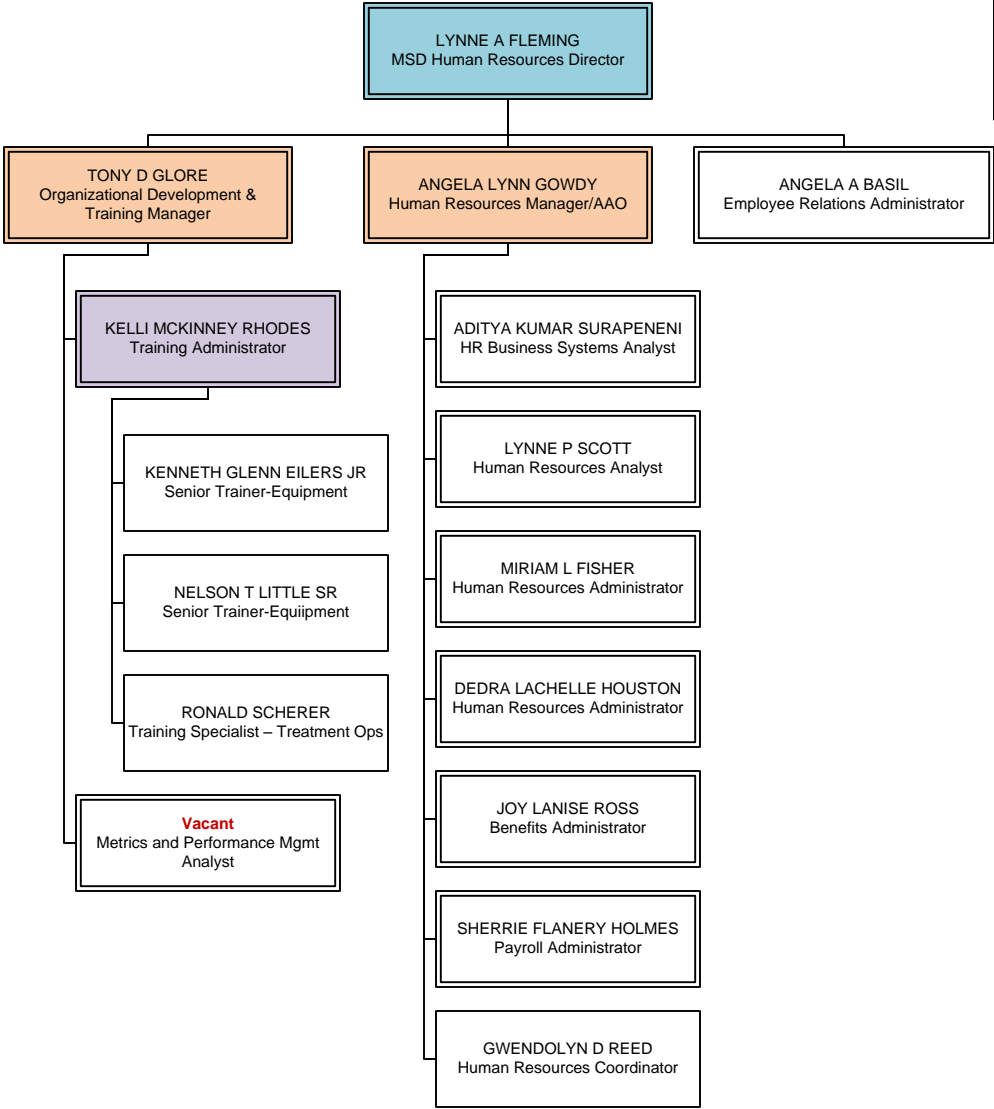 LYNNE A FLEMING
MSD Human Resources Director
TONY D GLORE
Organizational Development &
Training Manager
ANGELA LYNN GOWDY
Human Resources Manager/AAO
ANGELA A BASIL
Employee Relations Administrator
KELLI MCKINNEY RHODES
Training Administrator
KENNETH GLENN EILERS JR
Senior Trainer-Equipment
NELSON T LITTLE SR
Senior Trainer-Equiipment
RONALD SCHERER
Training Specialist – Treatment Ops
Vacant
Metrics and Performance Mgmt
Analyst
ADITYA KUMAR SURAPENENI
HR Business Systems Analyst
LYNNE P SCOTT
Human Resources Analyst
MIRIAM L FISHER
Human Resources Administrator
DEDRA LACHELLE HOUSTON
Human Resources Administrator
JOY LANISE ROSS
Benefits Administrator
SHERRIE FLANERY HOLMES
Payroll Administrator
GWENDOLYN D REED
Human Resources Coordinator